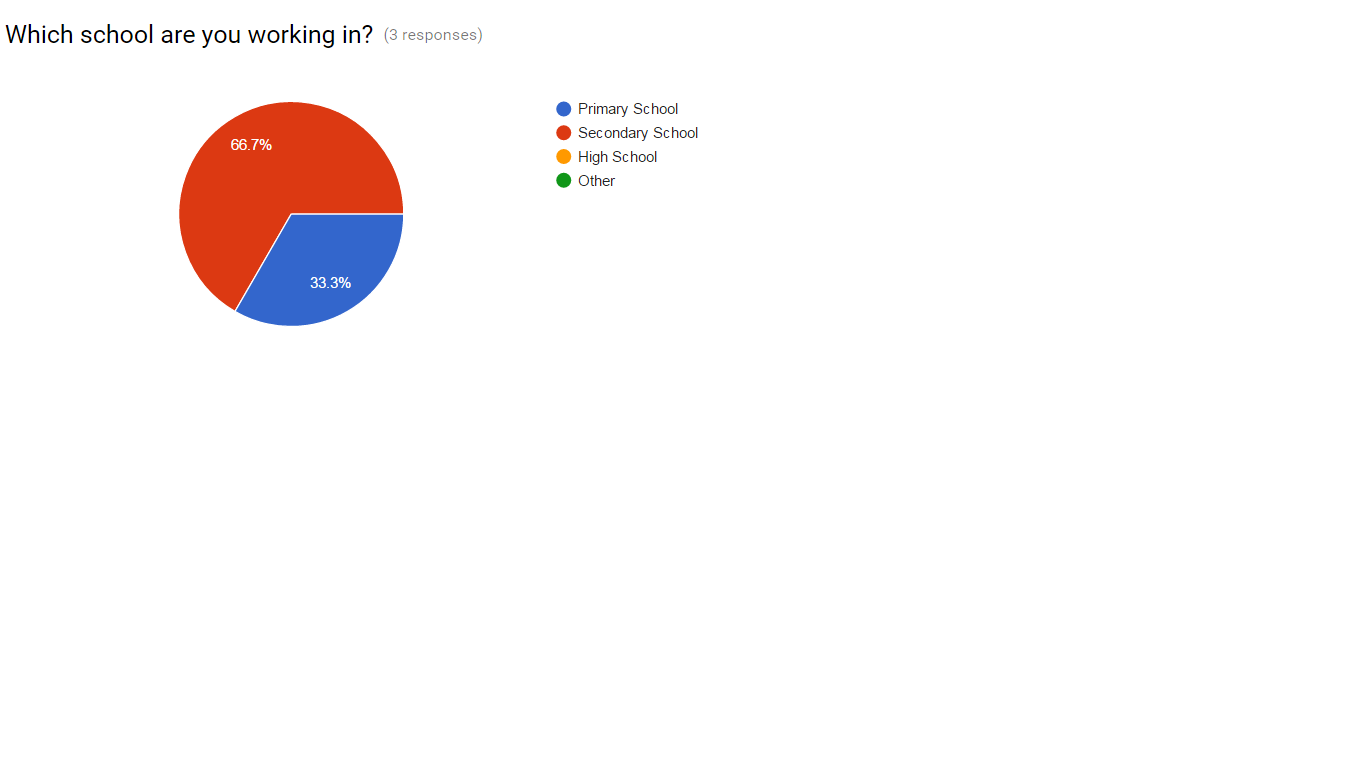 Which school are you working in? (3 responses)
66.7%
33.3%
Primary School
Secondary School
High School
Other